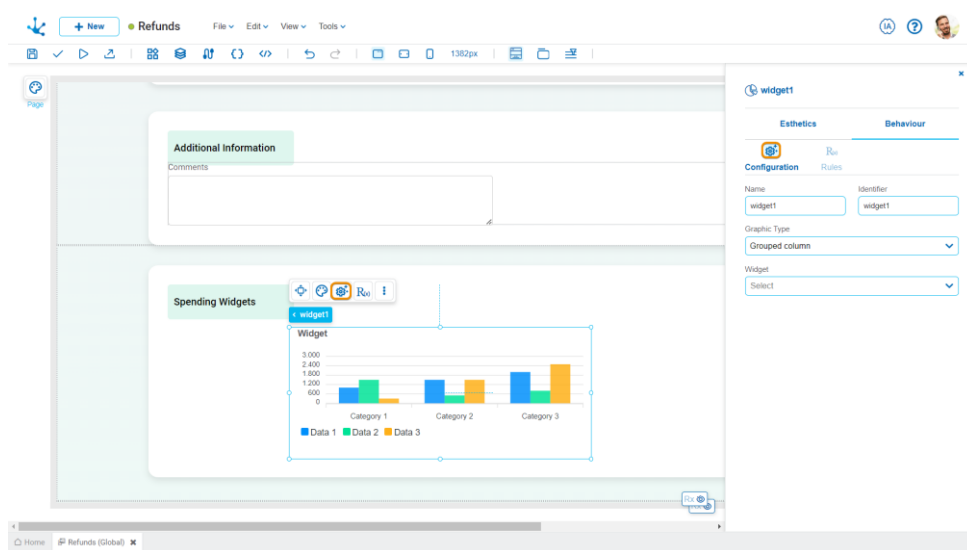 + New
Refunds
File
Edit
View
Tools
IA
?
1382px
Page
Additional Information
Comments
Spending Widgets
R(x)
widget1
Widget
3.000
2.400
1.800
1.200
600
0
Category 1
Category 2
Category 3
Data 1
Data 2
Data 3
Rx
widget1
Esthetics
Behaviour
Configuration
R(x)
Rules
Name
Identifier
widget1
widget1
Graphic Type
Grouped column
Widget
Select
Home
Refunds (Global)